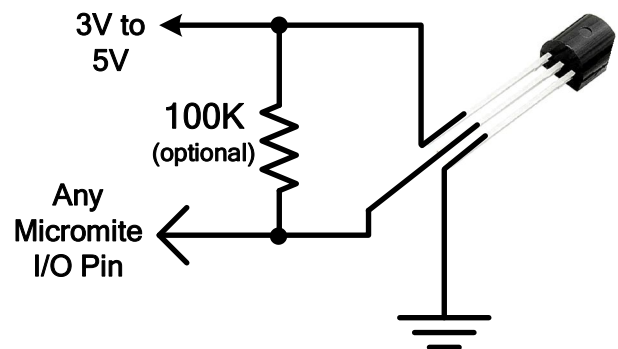 3V to
5V
100K
(optional)
Any
Micromite
I/O Pin